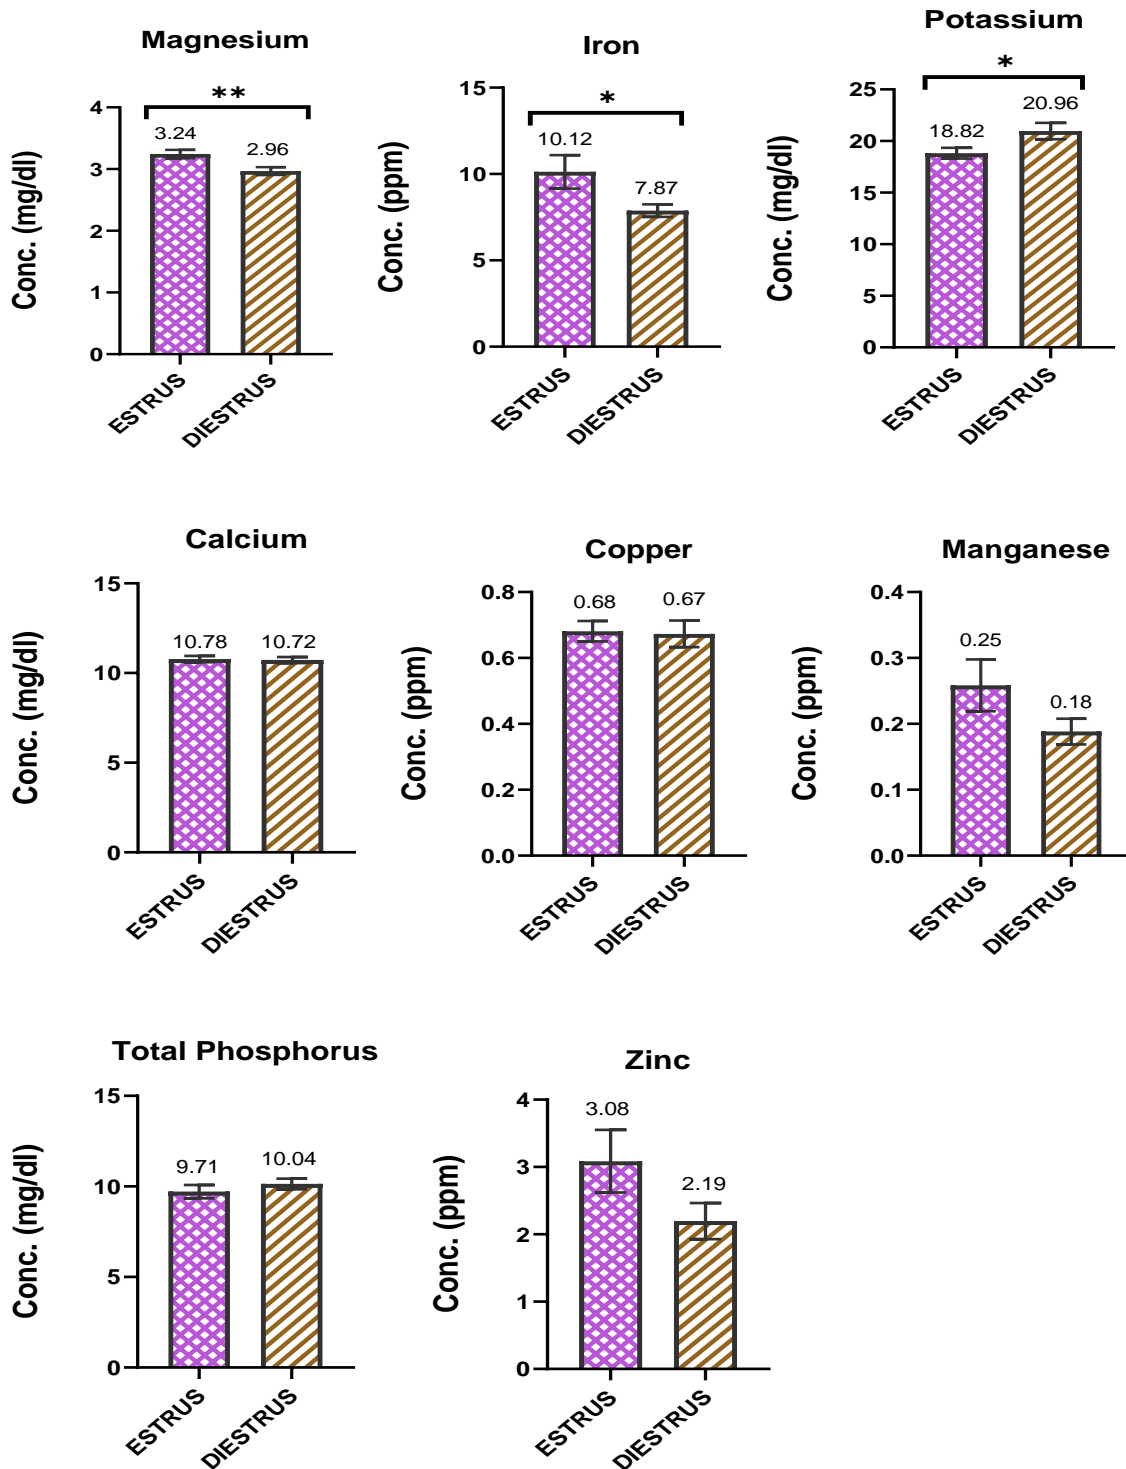 Magnesium
**
Conc. (mg/dl)
4
3
2
1
0
3.24
2.96
ESTRUS
DIESTRUS
Iron
*
Conc. (ppm)
15
10
5
0
10.12
7.87
ESTRUS
DIESTRUS
Potassium
*
Conc. (mg/dl)
25
20
15
10
5
0
18.82
20.96
ESTRUS
DIESTRUS
Calcium
Conc. (mg/dl)
15
10
5
0
10.78
10.72
ESTRUS
DIESTRUS
Copper
Conc. (ppm)
0.8
0.6
0.4
0.2
0.0
0.68
0.67
ESTRUS
DIESTRUS
Manganese
Conc. (ppm)
0.4
0.3
0.2
0.1
0.0
0.25
0.18
ESTRUS
DIESTRUS
Total Phosphorus
Conc. (mg/dl)
15
10
5
0
9.71
10.04
ESTRUS
DIESTRUS
Zinc
Conc. (ppm)
4
3
2
1
0
3.08
2.19
ESTRUS
DIESTRUS